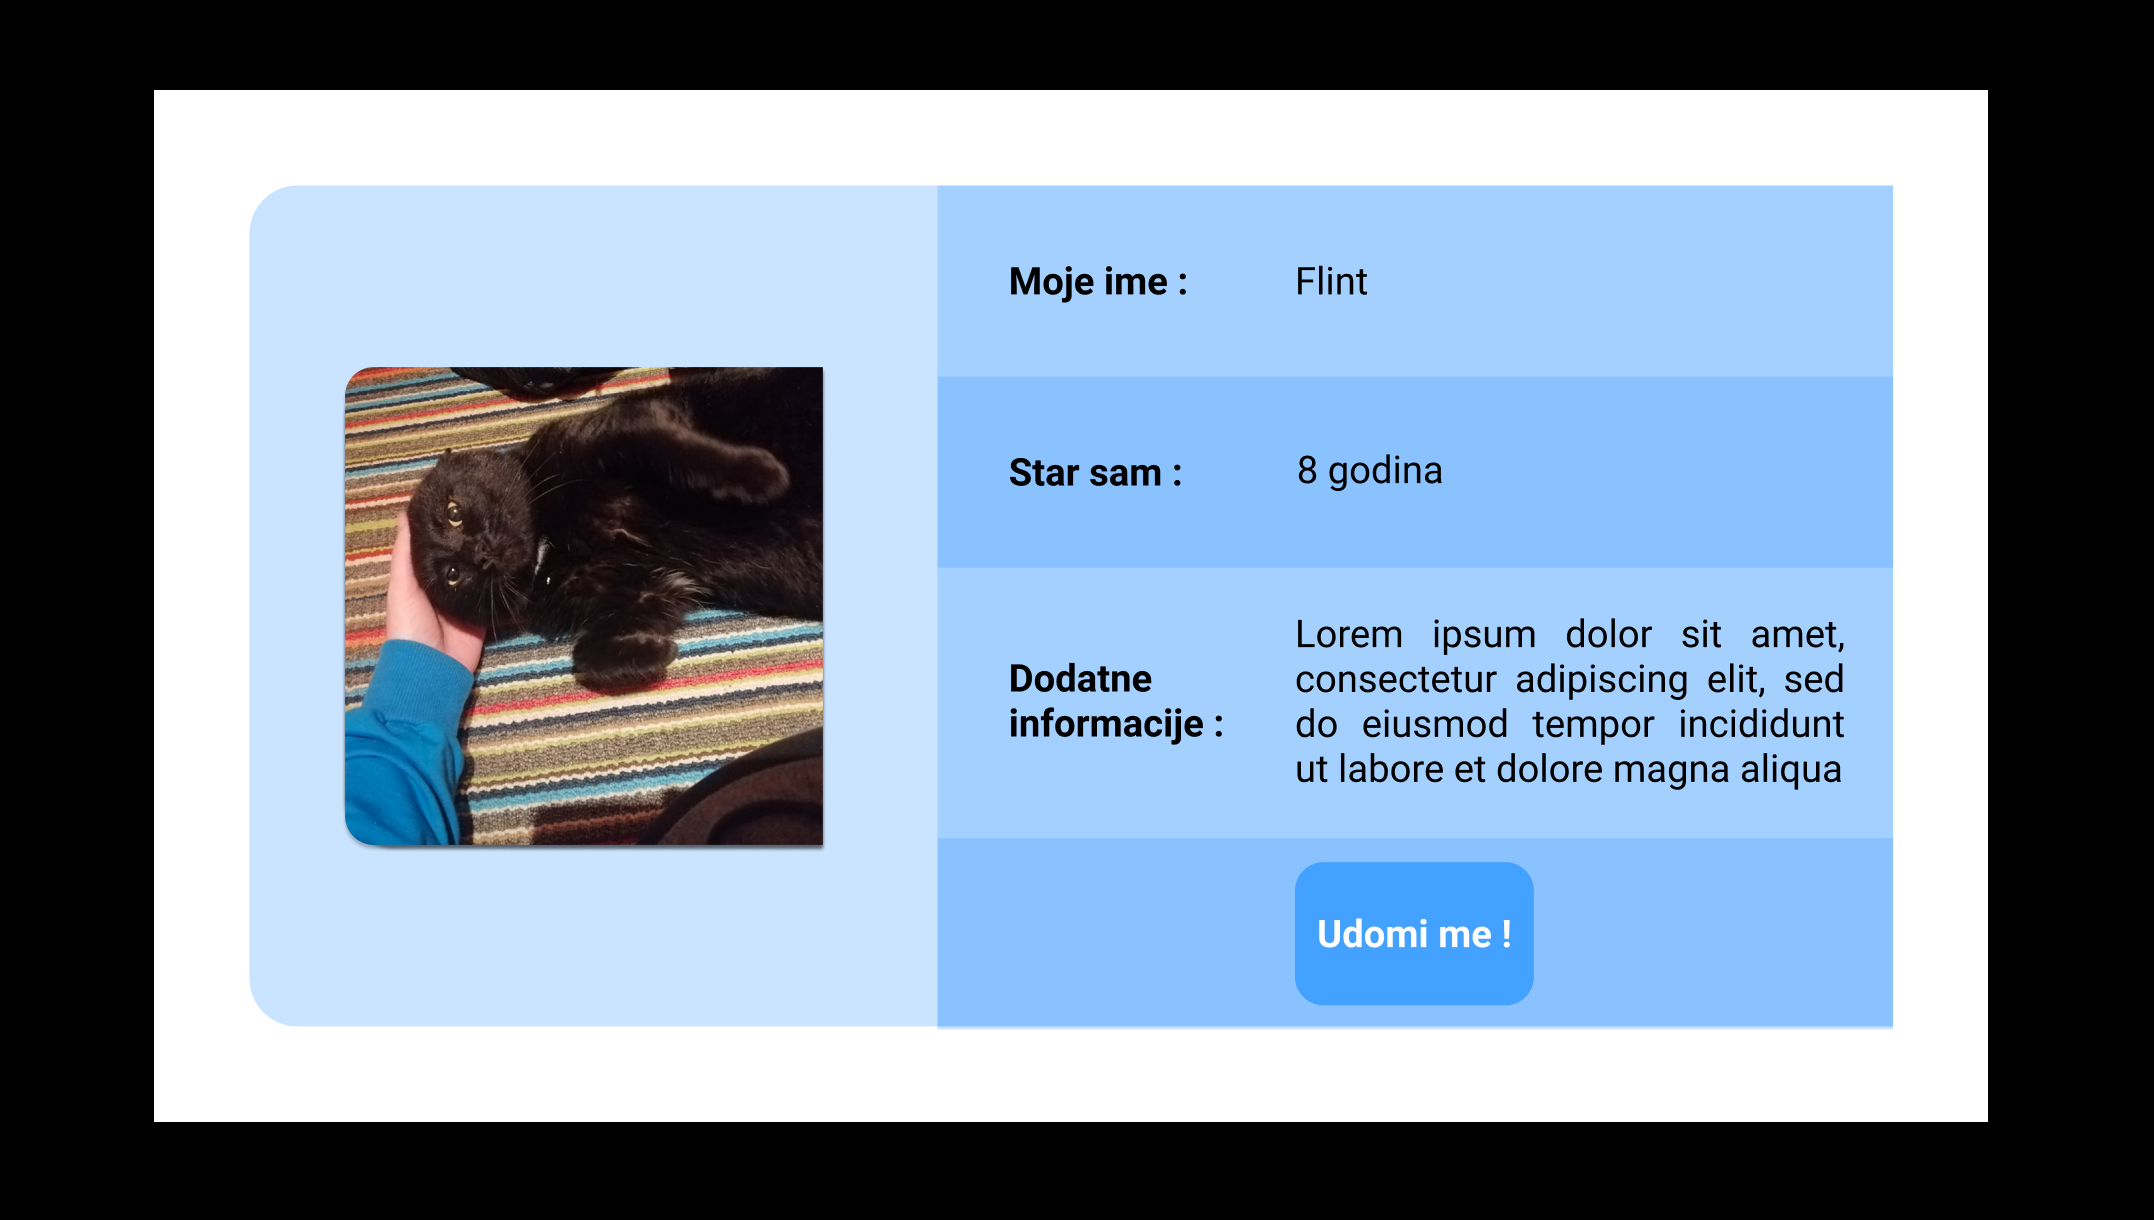 Moje ime :
Flint
Star sam :
8 godina
Dodatne
informacije :
Lorem ipsum dolor sit amet,
consectetur adipiscing elit, sed
do eiusmod tempor incididunt
ut labore et dolore magna aliqua
Udomi me !